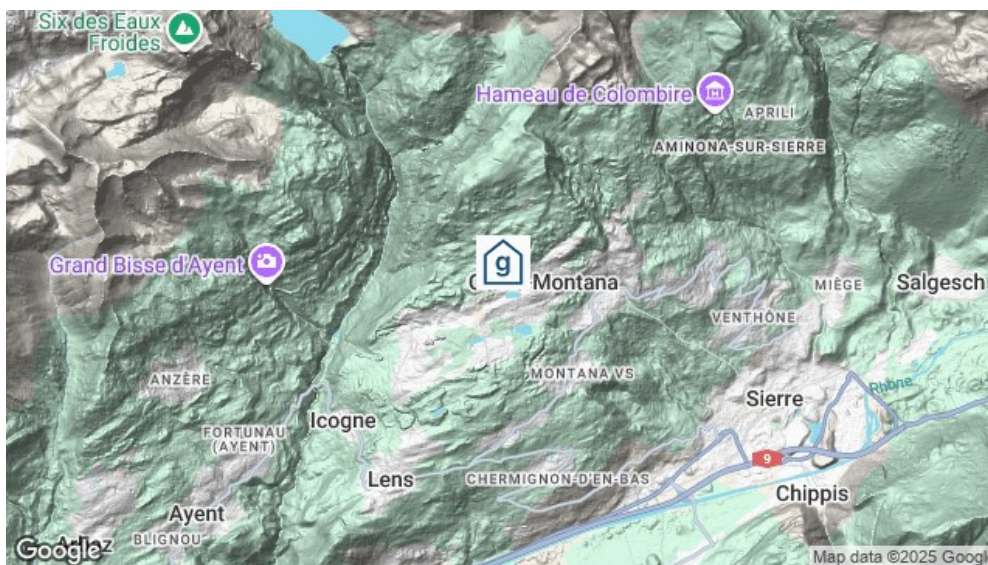 Six des Eaux
Froides
Hameau de Colombire
APRILI
AMINONA-SUR-SIERRE
Grand Bisse d'Ayent
g
Montana
MIÈGE
Salgesch
VENTHÔNE
ANZÈRE
MONTANA VS
Rhône
Sierre
Icogne
FORTUNAU
(AYENT)
9
Lens
CHERMIGNON-D'EN-BAS
Chippis
Ayent
BLIGNOU
Google
Map data ©2025 Google